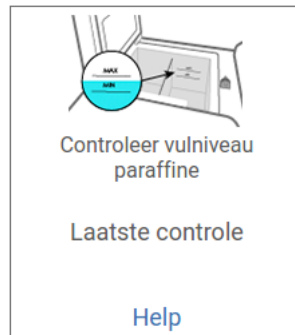 MAX
MIN
Controleer vulniveau
paraffine
Laatste controle
Help